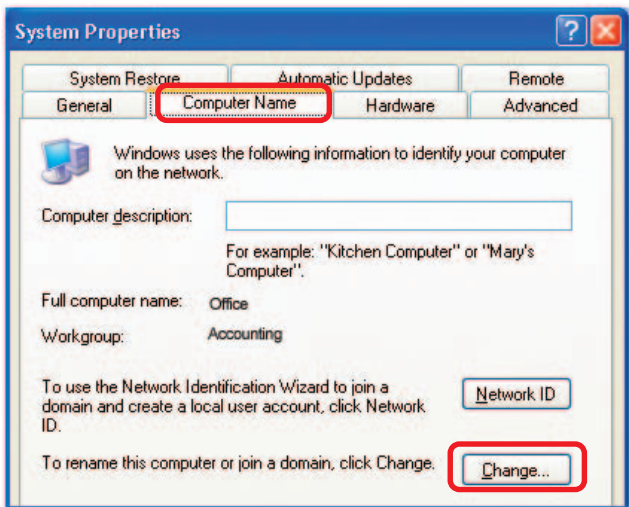 System Properties
?
System Restore Automatic Updates Remote
General Computer Name Hardware Advanced
Windows uses the following information to identify your computer
on the network.
Computer description:
For example: "Kitchen Computer" or "Mary's
Computer".
Full computer name: Office
Workgroup: Accounting
To use the Network Identification Wizard to join a
domain and create a local user account, click Network
ID.
Network ID
To rename this computer or join a domain, click Change.
Change...